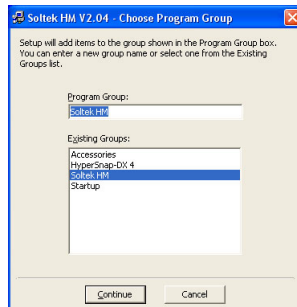 Soltek HM V2.04 - Choose Program Group
Setup will add items to the group shown in the Program Group box.
You can enter a new group name or select one from the Existing
Groups list.
Program Group:
Soltek HM
Existing Groups:
Accessories
HyperSnap-DX 4
Soltek HM
Startup
Continue
Cancel